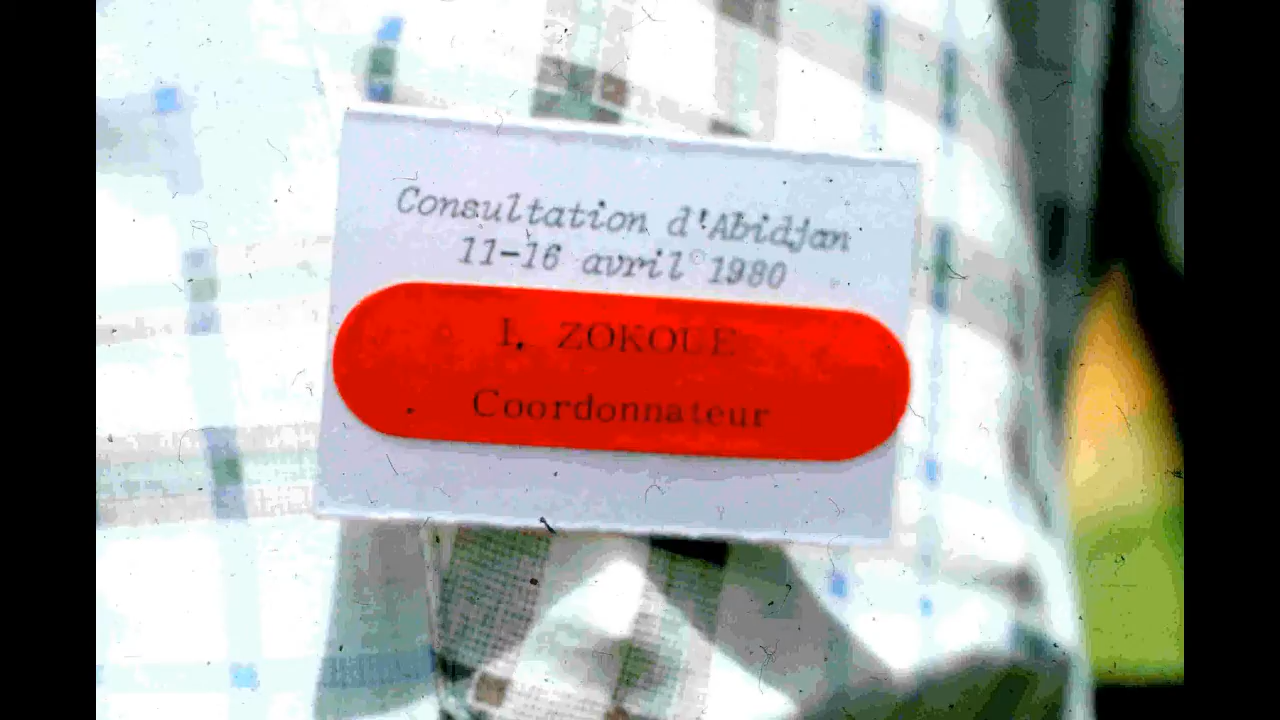 Consultation d'Abidjan
11-16 avril 1980
I. ZOKOUE
Coordonnateur